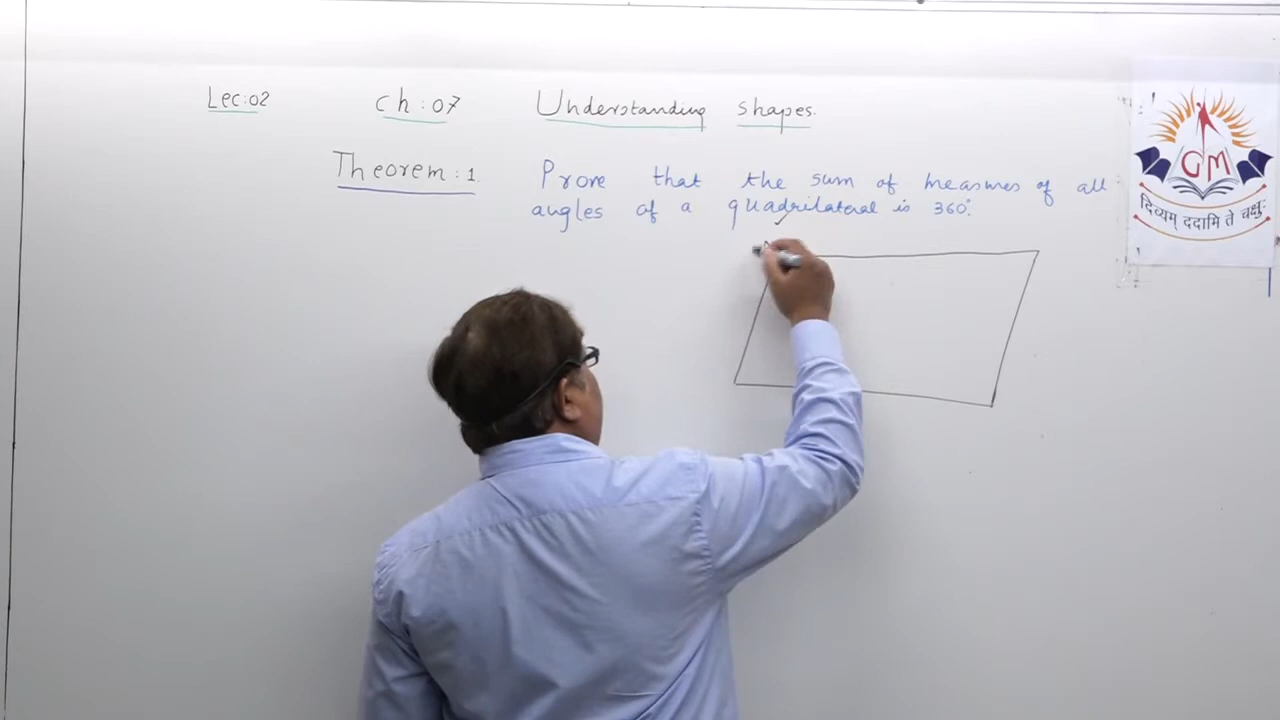 Lec:02 Ch:07 Understanding shapes.
Theorem:1. Prove that the sum of measures of all
angles of a quadrilateral is 360°.
GM
दिव्यम् ददामि ते चक्षुः